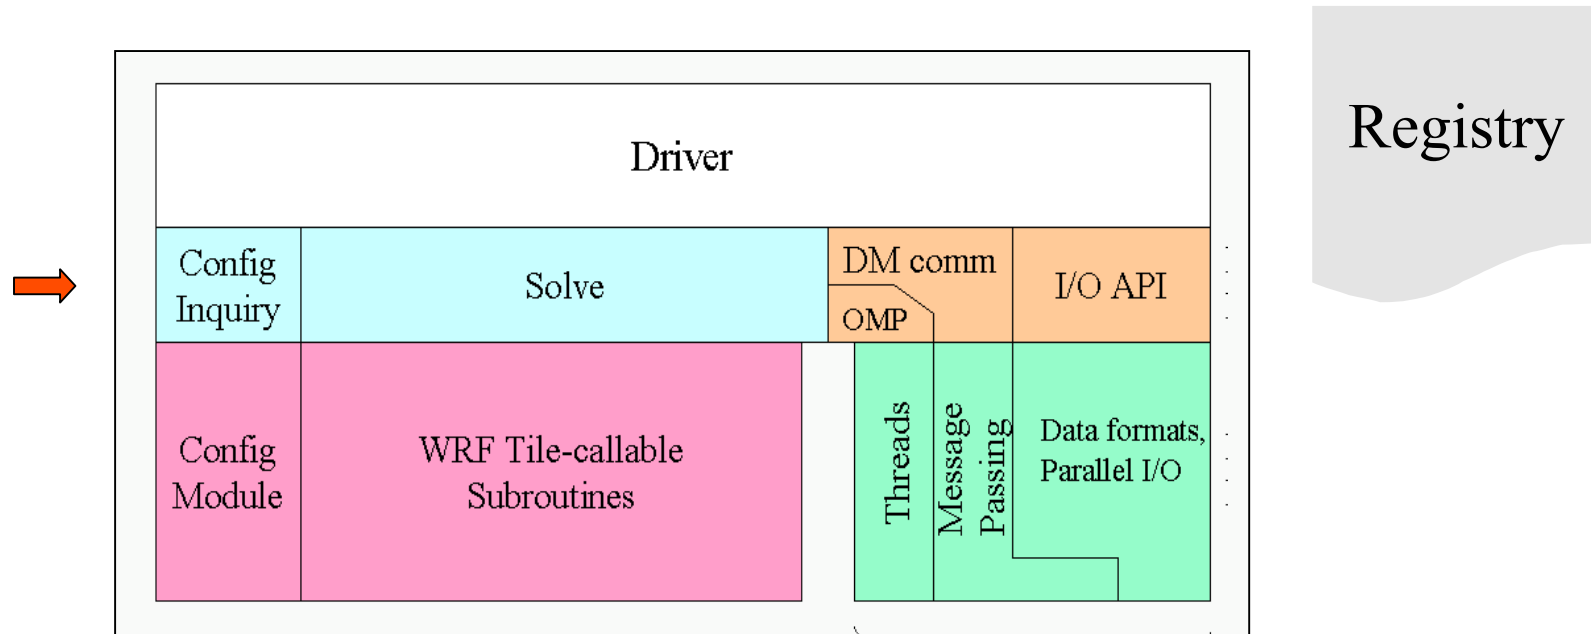 Registry
Driver
Config
Inquiry
Solve
DM comm
OMP
I/O API
Config
Module
WRF Tile-callable
Subroutines
Threads
Message
Passing
Data formats,
Parallel I/O